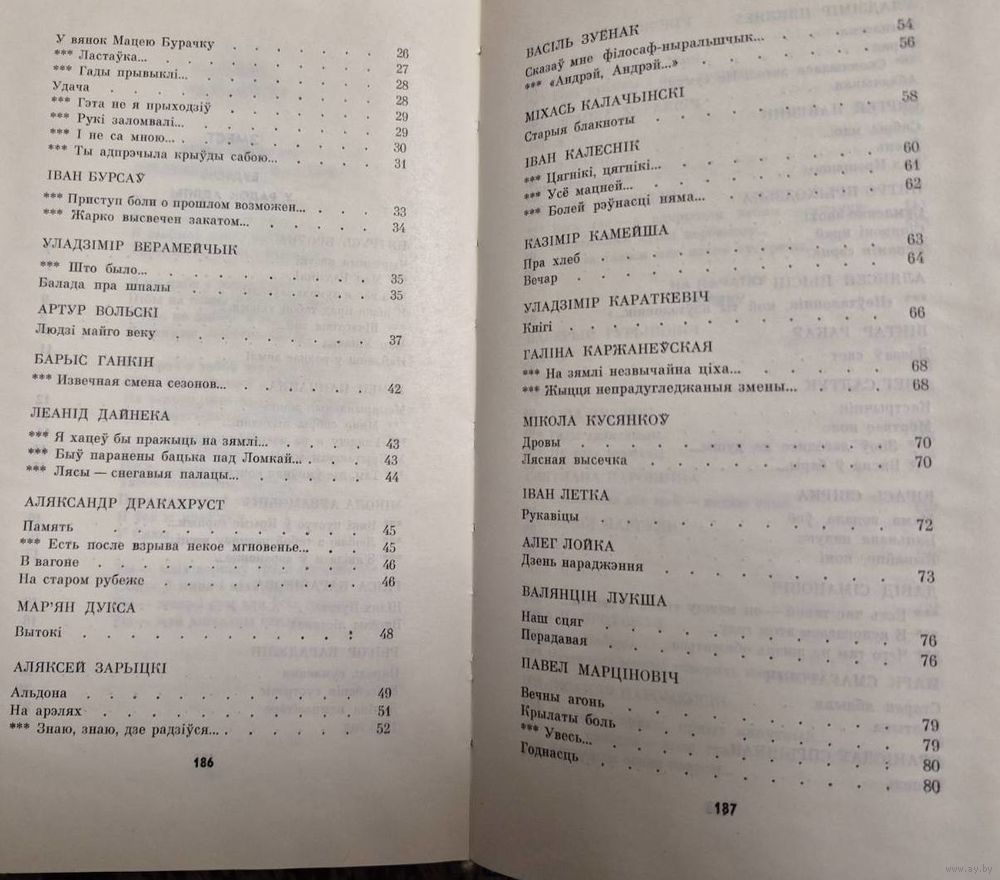 У вянок Мацею Бурачку . . . . . . . 26
*** Ластаўка... . . . . . . . . 27
*** Гады прывыклі... . . . . . . . 28
Удача . . . . . . . . . . 28
*** Гэта не я прыходзіў . . . . . . . 29
*** Рукі заломвалі... . . . . . . . 29
*** І не са мною... . . . . . . . 30
*** Ты адпрэчыла крыўды сабою... . . . . 31
ІВАН БУРСАЎ
*** Приступ боли о прошлом возможен... . . . 33
*** Жарко высвечен закатом... . . . . . 34
УЛАДЗІМІР ВЕРАМЕЙЧЫК
*** Што было... . . . . . . . . 35
Балада пра шпалы . . . . . . . . 35
АРТУР ВОЛЬСКІ
Людзі майго веку . . . . . . . . 37
БАРЫС ГАНКІН
*** Извечная смена сезонов... . . . . . 42
ЛЕАНІД ДАЙНЕКА
*** Я хацеў бы пражыць на зямлі... . . . . 43
*** Быў паранены бацька пад Ломжай... . . . 43
*** Лясы — снегавыя палацы... . . . . . 44
АЛЯКСАНДР ДРАКАХРУСТ
Память . . . . . . . . . . 45
*** Есть после взрыва некое мгновенье... . . . 45
В вагоне . . . . . . . . . . 46
На старом рубеже . . . . . . . . 46
МАР'ЯН ДУКСА
Вытокі . . . . . . . . . . 48
АЛЯКСЕЙ ЗАРЫЦКІ
Альдона . . . . . . . . . . 49
На арэлях . . . . . . . . . . 51
*** Знаю, знаю, дзе радзіўся... . . . . . 52
186
ВАСІЛЬ ЗУЁНАК
Сказаў мне філосаф-ныральшчык... . . . . 54
*** «Андрэй, Андрэй...» . . . . . . 56
МІХАСЬ КАЛАЧЫНСКІ
Старыя блакноты . . . . . . . . 58
ІВАН КАЛЕСНІК
*** Цягнікі, цягнікі... . . . . . . . 60
*** Усё мацней... . . . . . . . . 61
*** Болей рэўнасці няма... . . . . . . 62
КАЗІМІР КАМЕЙША
Пра хлеб . . . . . . . . . . 63
Вечар . . . . . . . . . . 64
УЛАДЗІМІР КАРАТКЕВІЧ
Кнігі . . . . . . . . . . 66
ГАЛІНА КАРЖАНЕЎСКАЯ
*** На зямлі незвычайна ціха... . . . . . 68
*** Жыцця непрадугледжаныя змены... . . . 68
МІКОЛА КУСЯНКОЎ
Дровы . . . . . . . . . . 70
Лясная высечка . . . . . . . . 70
ІВАН ЛЕТКА
Рукавіцы . . . . . . . . . . 72
АЛЕГ ЛОЙКА
Дзень нараджэння . . . . . . . . 73
ВАЛЯНЦІН ЛУКША
Наш сцяг . . . . . . . . . . 76
Перадавая . . . . . . . . . . 76
ПАВЕЛ МАРЦІНОВІЧ
Вечны агонь . . . . . . . . . 79
Крылаты боль . . . . . . . . . 79
*** Увесь... . . . . . . . . . 80
Годнасць . . . . . . . . . . 80
187
www.ay.by